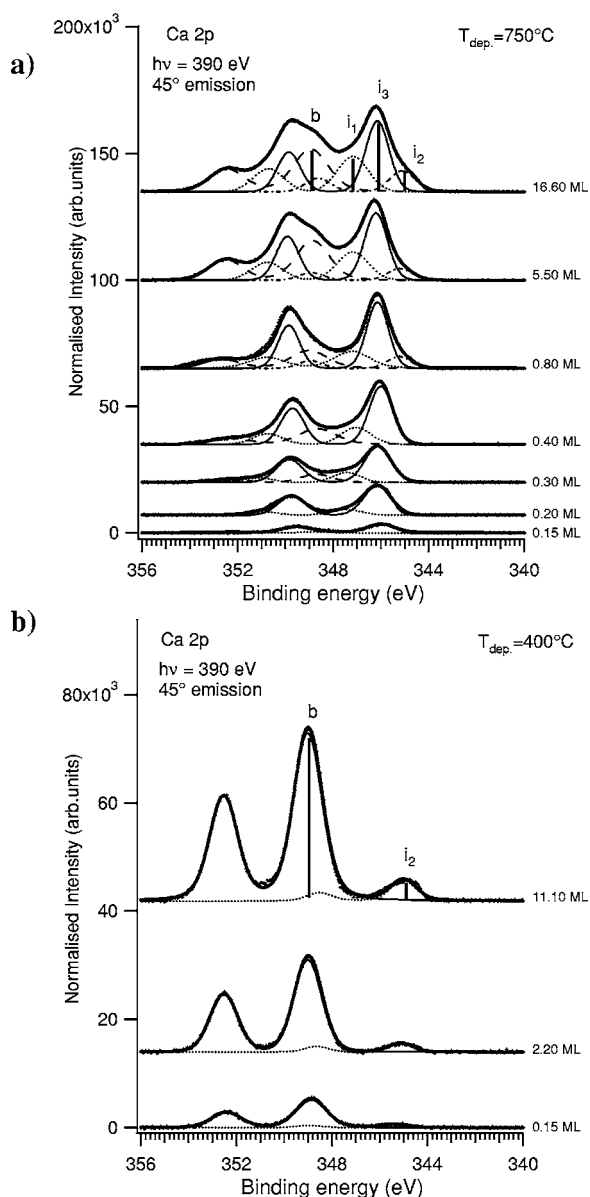 a)
Ca 2p
T_dep.=750°C
hν = 390 eV
45° emission
200x10³
150
100
50
0
Normalised Intensity (arb.units)
b
i₁
i₃
i₂
16.60 ML
5.50 ML
0.80 ML
0.40 ML
0.30 ML
0.20 ML
0.15 ML
356 352 348 344 340
Binding energy (eV)
b)
Ca 2p
T_dep.=400°C
hν = 390 eV
45° emission
80x10³
60
40
20
0
Normalised Intensity (arb.units)
b
i₂
11.10 ML
2.20 ML
0.15 ML
356 352 348 344 340
Binding energy (eV)